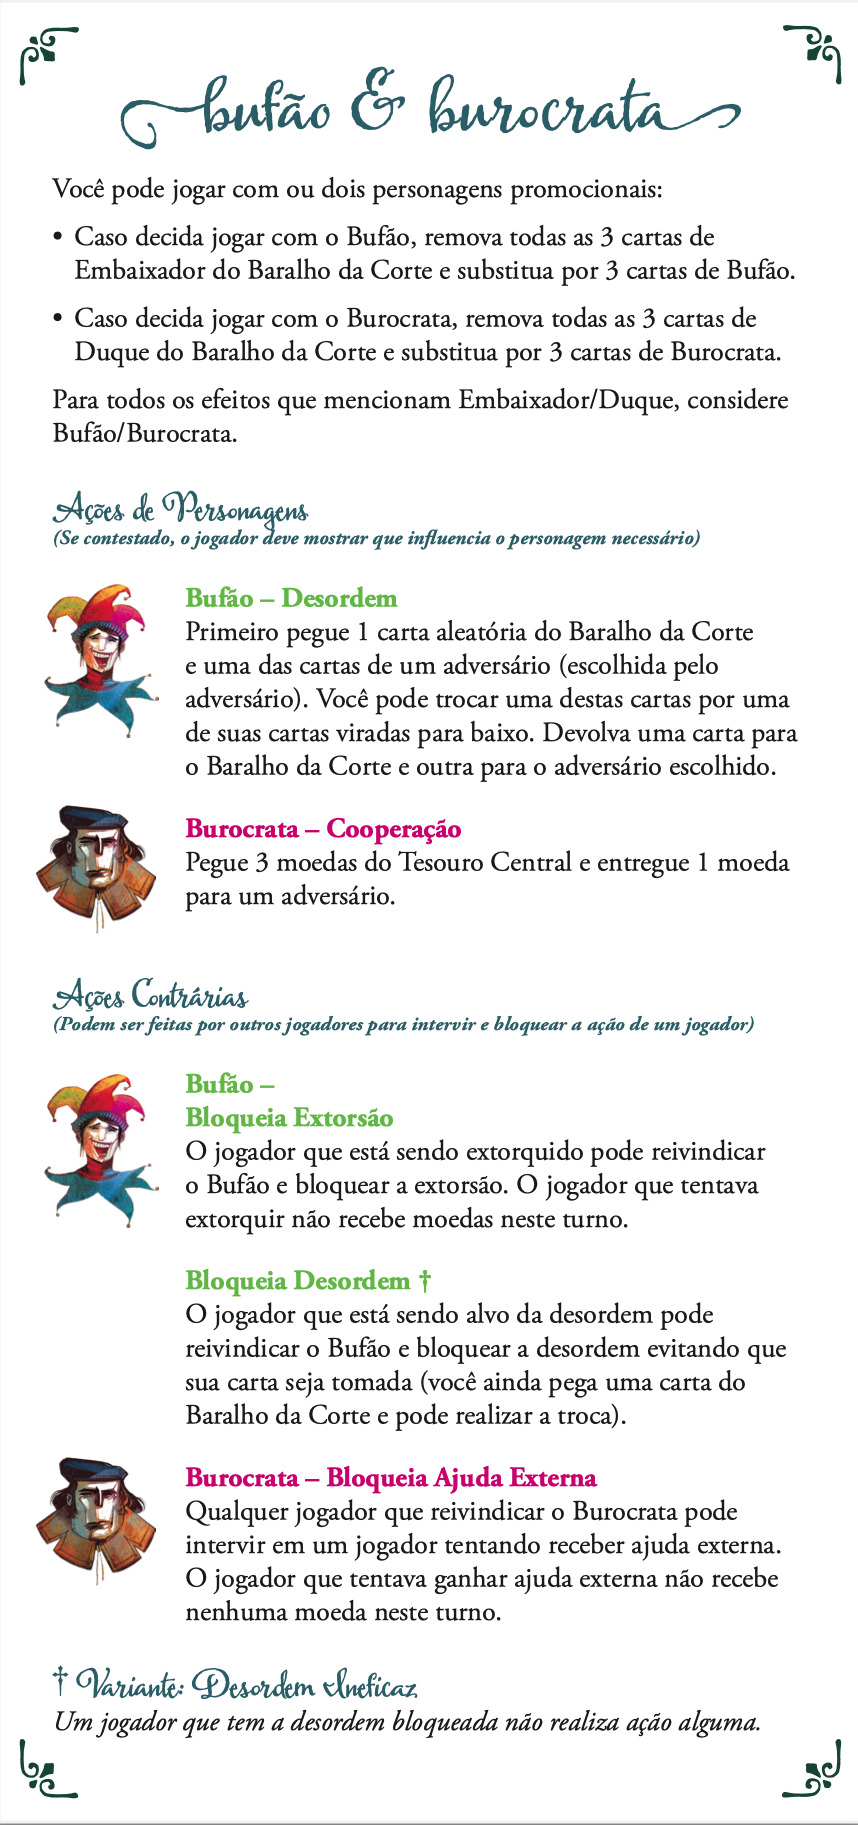 bufão & burocrata
Você pode jogar com ou dois personagens promocionais:
• Caso decida jogar com o Bufão, remova todas as 3 cartas de
Embaixador do Baralho da Corte e substitua por 3 cartas de Bufão.
• Caso decida jogar com o Burocrata, remova todas as 3 cartas de
Duque do Baralho da Corte e substitua por 3 cartas de Burocrata.
Para todos os efeitos que mencionam Embaixador/Duque, considere
Bufão/Burocrata.
Ações de Personagens
(Se contestado, o jogador deve mostrar que influencia o personagem necessário)
Bufão – Desordem
Primeiro pegue 1 carta aleatória do Baralho da Corte
e uma das cartas de um adversário (escolhida pelo
adversário). Você pode trocar uma destas cartas por uma
de suas cartas viradas para baixo. Devolva uma carta para
o Baralho da Corte e outra para o adversário escolhido.
Burocrata – Cooperação
Pegue 3 moedas do Tesouro Central e entregue 1 moeda
para um adversário.
Ações Contrárias
(Podem ser feitas por outros jogadores para intervir e bloquear a ação de um jogador)
Bufão –
Bloqueia Extorsão
O jogador que está sendo extorquido pode reivindicar
o Bufão e bloquear a extorsão. O jogador que tentava
extorquir não recebe moedas neste turno.
Bloqueia Desordem †
O jogador que está sendo alvo da desordem pode
reivindicar o Bufão e bloquear a desordem evitando que
sua carta seja tomada (você ainda pega uma carta do
Baralho da Corte e pode realizar a troca).
Burocrata – Bloqueia Ajuda Externa
Qualquer jogador que reivindicar o Burocrata pode
intervir em um jogador tentando receber ajuda externa.
O jogador que tentava ganhar ajuda externa não recebe
nenhuma moeda neste turno.
† Variante: Desordem Ineficaz
Um jogador que tem a desordem bloqueada não realiza ação alguma.